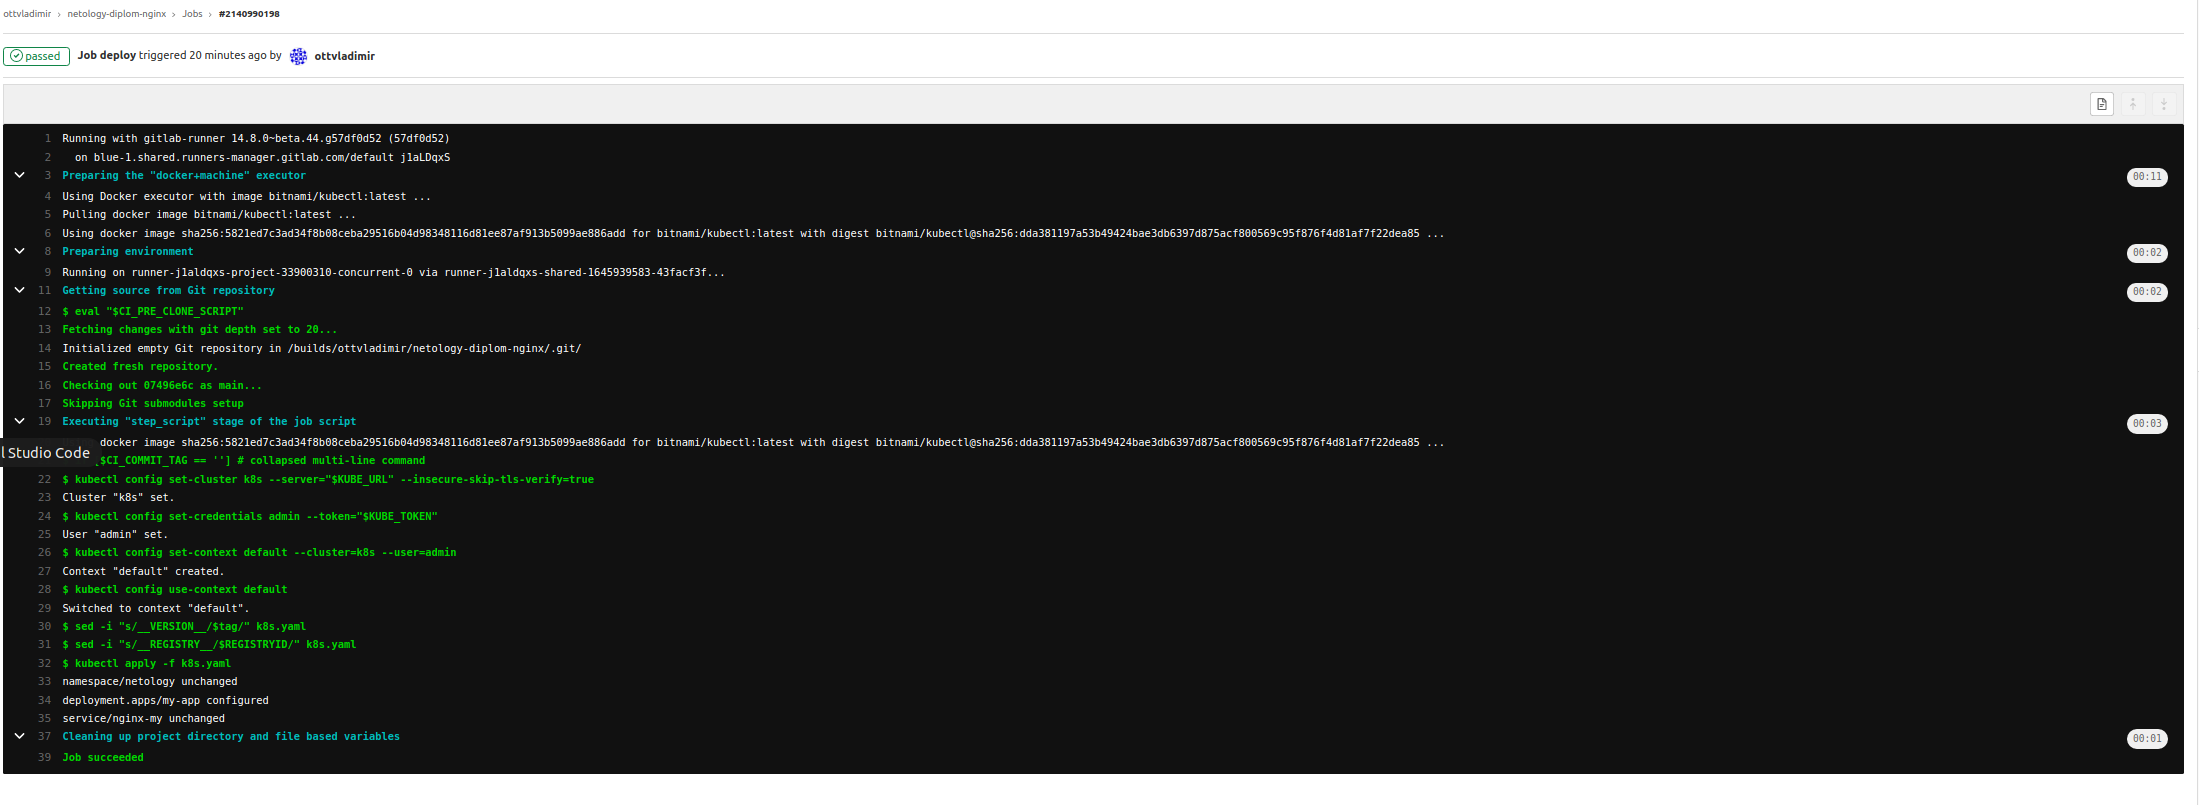 ottvladimir › netology-diplom-nginx › Jobs › #2140990198
passed Job deploy triggered 20 minutes ago by ottvladimir
1 Running with gitlab-runner 14.8.0~beta.44.g57df0d52 (57df0d52)
2 on blue-1.shared.runners-manager.gitlab.com/default j1aLDqxS
3 Preparing the "docker+machine" executor 00:11
4 Using Docker executor with image bitnami/kubectl:latest ...
5 Pulling docker image bitnami/kubectl:latest ...
6 Using docker image sha256:5821ed7c3ad34f8b08ceba29516b04d98348116d81ee87af913b5099ae886add for bitnami/kubectl:latest with digest bitnami/kubectl@sha256:dda381197a53b49424bae3db6397d875acf800569c95f876f4d81af7f22dea85 ...
8 Preparing environment 00:02
9 Running on runner-j1aldqxs-project-33900310-concurrent-0 via runner-j1aldqxs-shared-1645939583-43facf3f...
11 Getting source from Git repository 00:02
12 $ eval "$CI_PRE_CLONE_SCRIPT"
13 Fetching changes with git depth set to 20...
14 Initialized empty Git repository in /builds/ottvladimir/netology-diplom-nginx/.git/
15 Created fresh repository.
16 Checking out 07496e6c as main...
17 Skipping Git submodules setup
19 Executing "step_script" stage of the job script 00:03
docker image sha256:5821ed7c3ad34f8b08ceba29516b04d98348116d81ee87af913b5099ae886add for bitnami/kubectl:latest with digest bitnami/kubectl@sha256:dda381197a53b49424bae3db6397d875acf800569c95f876f4d81af7f22dea85 ...
l Studio Code
$CI_COMMIT_TAG == ''] # collapsed multi-line command
22 $ kubectl config set-cluster k8s --server="$KUBE_URL" --insecure-skip-tls-verify=true
23 Cluster "k8s" set.
24 $ kubectl config set-credentials admin --token="$KUBE_TOKEN"
25 User "admin" set.
26 $ kubectl config set-context default --cluster=k8s --user=admin
27 Context "default" created.
28 $ kubectl config use-context default
29 Switched to context "default".
30 $ sed -i "s/__VERSION__/$tag/" k8s.yaml
31 $ sed -i "s/__REGISTRY__/$REGISTRYID/" k8s.yaml
32 $ kubectl apply -f k8s.yaml
33 namespace/netology unchanged
34 deployment.apps/my-app configured
35 service/nginx-my unchanged
37 Cleaning up project directory and file based variables 00:01
39 Job succeeded